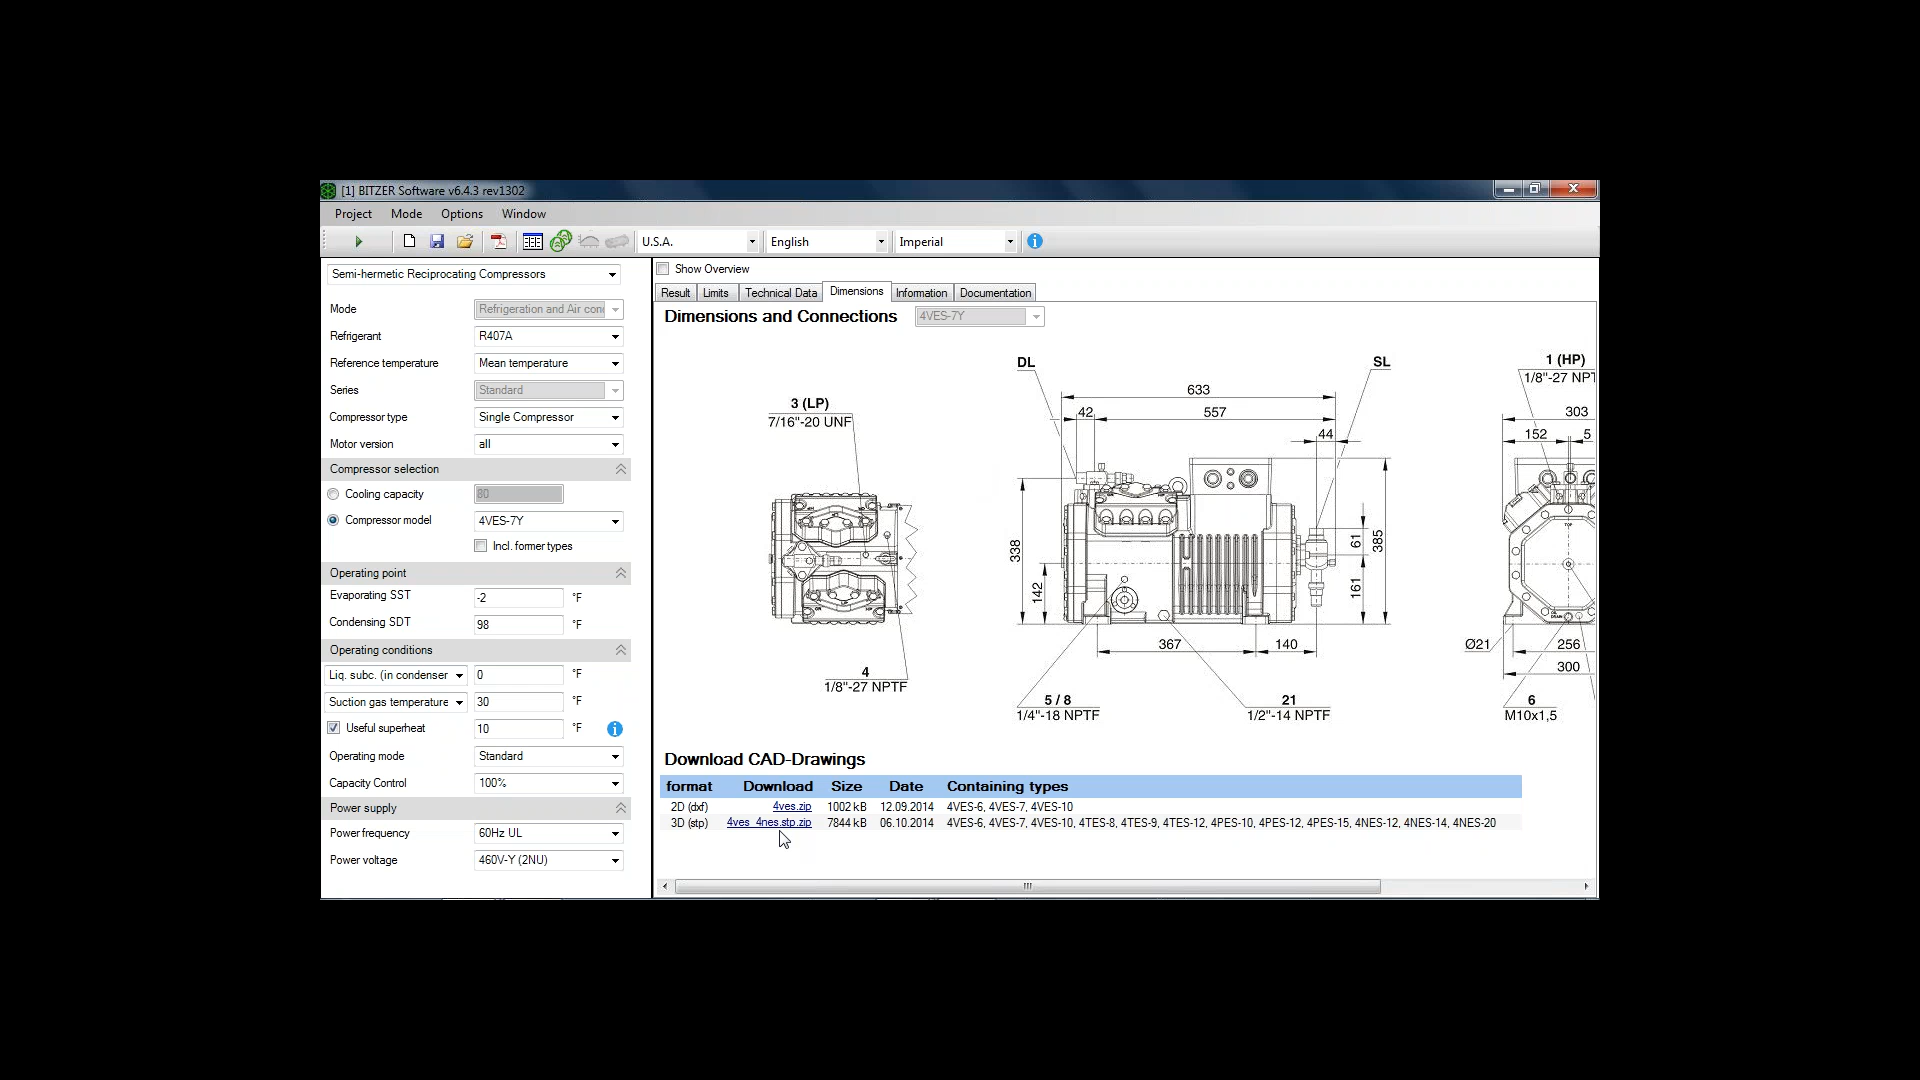 [1] BITZER Software v6.4.3 rev1302
Project Mode Options Window
U.S.A. English Imperial
Semi-hermetic Reciprocating Compressors
Mode Refrigeration and Air con
Refrigerant R407A
Reference temperature Mean temperature
Series Standard
Compressor type Single Compressor
Motor version all
Compressor selection
Cooling capacity 80
Compressor model 4VES-7Y
Incl. former types
Operating point
Evaporating SST -2 °F
Condensing SDT 98 °F
Operating conditions
Liq. subc. (in condenser 0 °F
Suction gas temperature 30 °F
Useful superheat 10 °F
Operating mode Standard
Capacity Control 100%
Power supply
Power frequency 60Hz UL
Power voltage 460V-Y (2NU)
Show Overview
Result Limits Technical Data Dimensions Information Documentation
Dimensions and Connections 4VES-7Y
3 (LP)
7/16"-20 UNF
4
1/8"-27 NPTF
DL SL
633
42 557
44
338
142
61
385
161
367 140
5 / 8
1/4"-18 NPTF
21
1/2"-14 NPTF
1 (HP)
1/8"-27 NPT
303
152 5
TOP
Ø21
256
300
6
M10x1,5
Download CAD-Drawings
format Download Size Date Containing types
2D (dxf) 4ves.zip 1002 kB 12.09.2014 4VES-6, 4VES-7, 4VES-10
3D (stp) 4ves_4nes.stp.zip 7844 kB 06.10.2014 4VES-6, 4VES-7, 4VES-10, 4TES-8, 4TES-9, 4TES-12, 4PES-10, 4PES-12, 4PES-15, 4NES-12, 4NES-14, 4NES-20